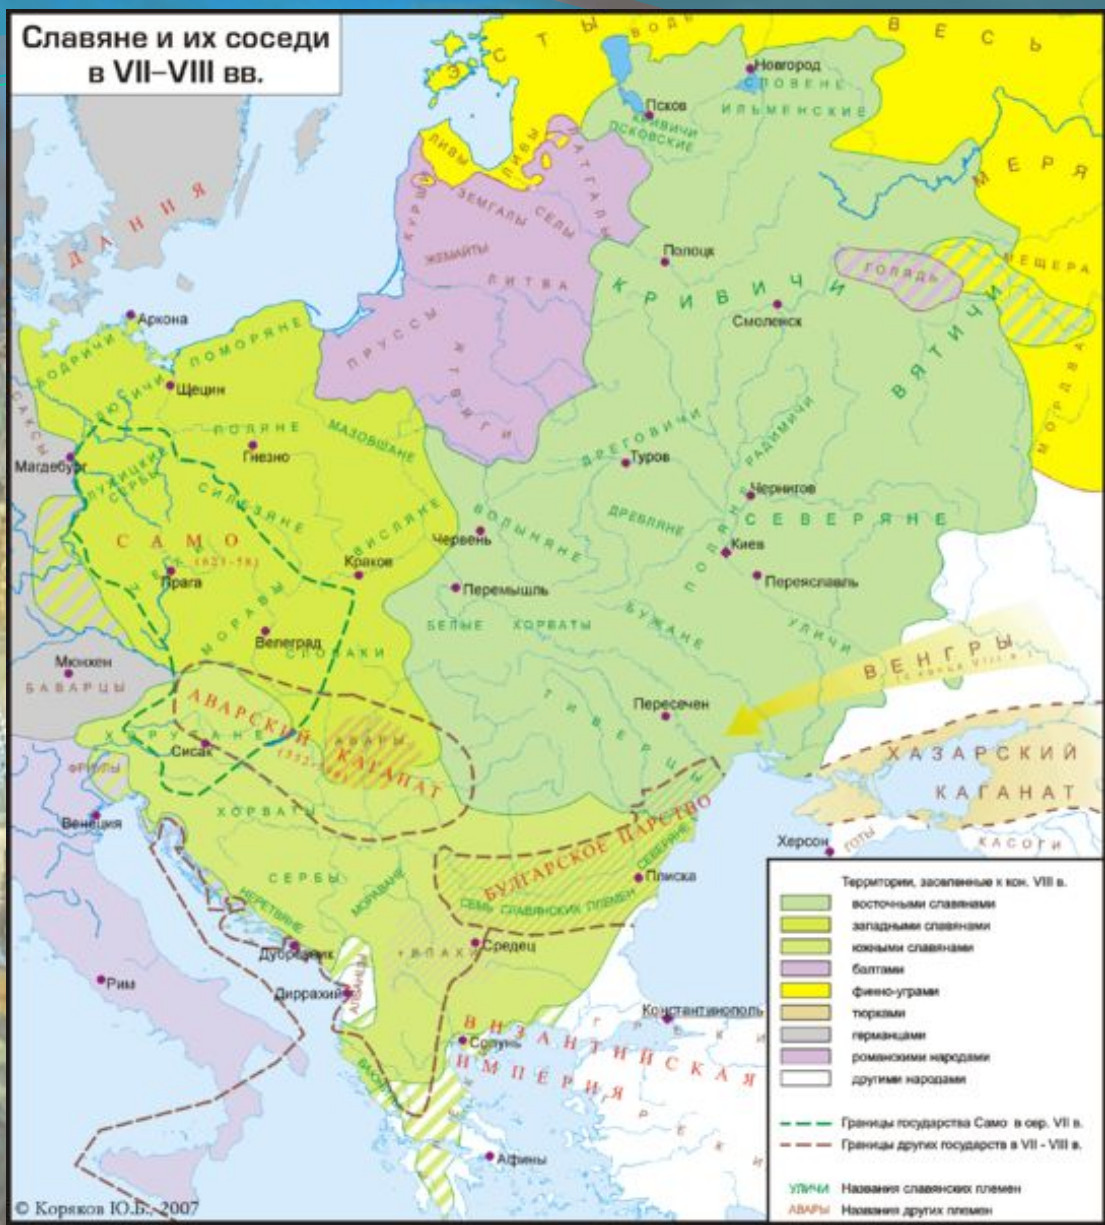 Славяне и их соседи
в VII–VIII вв.
ЭСТЫ
ВОДЬ
ВЕСЬ
Новгород
СЛОВЕНЕ
ИЛЬМЕНСКИЕ
Псков
КРИВИЧИ
ПСКОВСКИЕ
ЛИВЫ
ЛИВЫ
ЛАТГАЛЫ
МЕРЯ
КУРШИ
ЗЕМГАЛЫ
СЕЛЫ
ДАНИЯ
ЖЕМАЙТЫ
ЛИТВА
Полоцк
ГОЛЯДЬ
МЕЩЕРА
КРИВИЧИ
Смоленск
Аркона
ПОМОРЯНЕ
ПРУССЫ
ЯТВЯГИ
ВЯТИЧИ
МОРДВА
БОДРИЧИ
САКСЫ
ЛЮТИЧИ
Щецин
ПОЛЯНЕ
МАЗОВШАНЕ
Гнезно
ДРЕГОВИЧИ
РАДИМИЧИ
Магдебург
Туров
ЛУЖИЦКИЕ
СЕРБЫ
СИЛЕЗЯНЕ
Чернигов
ВИСЛЯНЕ
ВОЛЫНЯНЕ
ДРЕВЛЯНЕ
СЕВЕРЯНЕ
САМО
Червень
Киев
ПОЛЯНЕ
Прага
Краков
Перемышль
Переяславль
МОРАВЫ
Велеград
СЛОВАКИ
БЕЛЫЕ ХОРВАТЫ
БУЖАНЕ
УЛИЧИ
Мюнхен
БАВАРЦЫ
ВЕНГРЫ
АВАРСКИЙ КАГАНАТ
АВАРЫ
ТИВЕРЦЫ
Пересечен
ХОРУТАНЕ
Сисак
ХАЗАРСКИЙ
КАГАНАТ
ФРИУЛЫ
Венеция
ХОРВАТЫ
БУЛГАРСКОЕ ЦАРСТВО
СЕВЕРЯНЕ
Херсон
ГОТЫ
КАСОГИ
СЕРБЫ
МОРАВАНЕ
Плиска
НЕРЕТВЯНЕ
СЕМЬ СЛАВЯНСКИХ ПЛЕМЕН
Дубровник
ВЛАХИ
Средец
Рим
Диррахий
АЛБАНЦЫ
Константинополь
ВИЗАНТИЙСКАЯ
ИМПЕРИЯ
Солунь
ГРЕКИ
Афины
Территории, заселенные к кон. VIII в.
восточными славянами
западными славянами
южными славянами
балтами
финно-уграми
тюрками
германцами
романскими народами
другими народами
Границы государства Само в сер. VII в.
Границы других государств в VII - VIII в.
УЛИЧИ Названия славянских племен
АВАРЫ Названия других племен
© Коряков Ю.Б., 2007